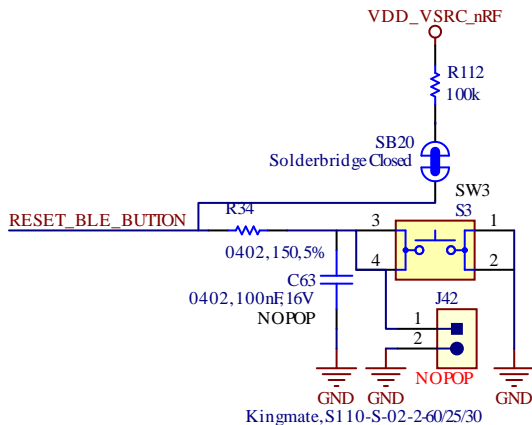 VDD_VSRC_nRF
R112
100k
SB20
Solderbridge Closed
SW3
RESET_BLE_BUTTON
R34
3
S3
1
0402,150,5%
4
2
C63
0402,100nF,16V
J42
NOPOP
1
2
NOPOP
GND
GND
GND
Kingmate, S110-S-02-2-60/25/30